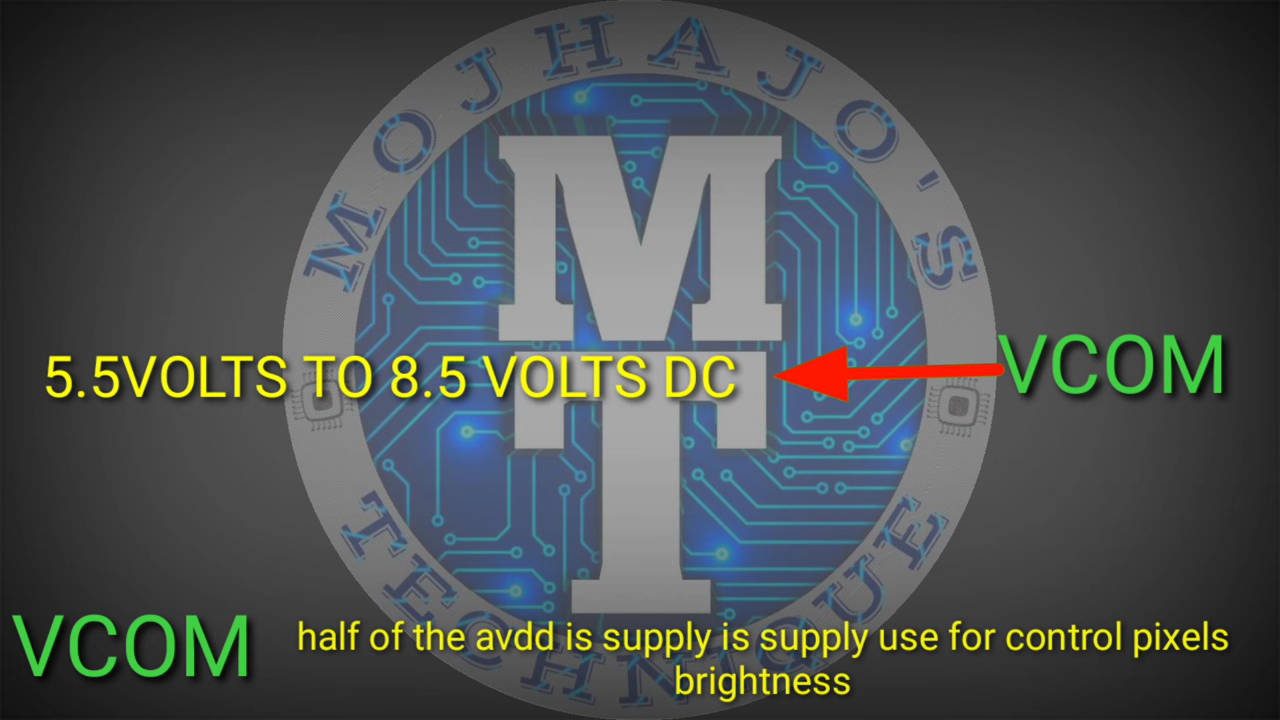 MOJHAJO'S
MT
5.5VOLTS TO 8.5 VOLTS DC
VCOM
TECHNIQUE
VCOM
half of the avdd is supply is supply use for control pixels
brightness